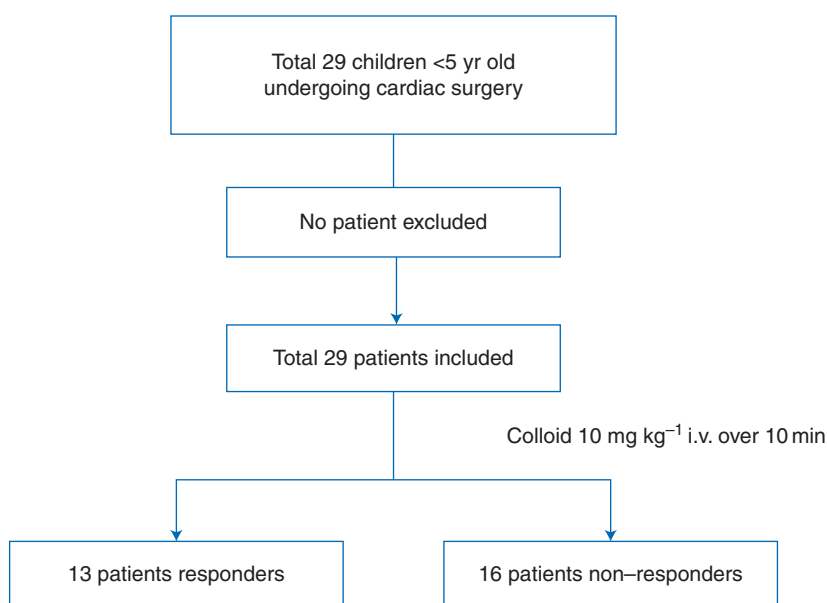 Total 29 children <5 yr old
undergoing cardiac surgery
No patient excluded
Total 29 patients included
Colloid 10 mg kg⁻¹ i.v. over 10 min
13 patients responders
16 patients non–responders